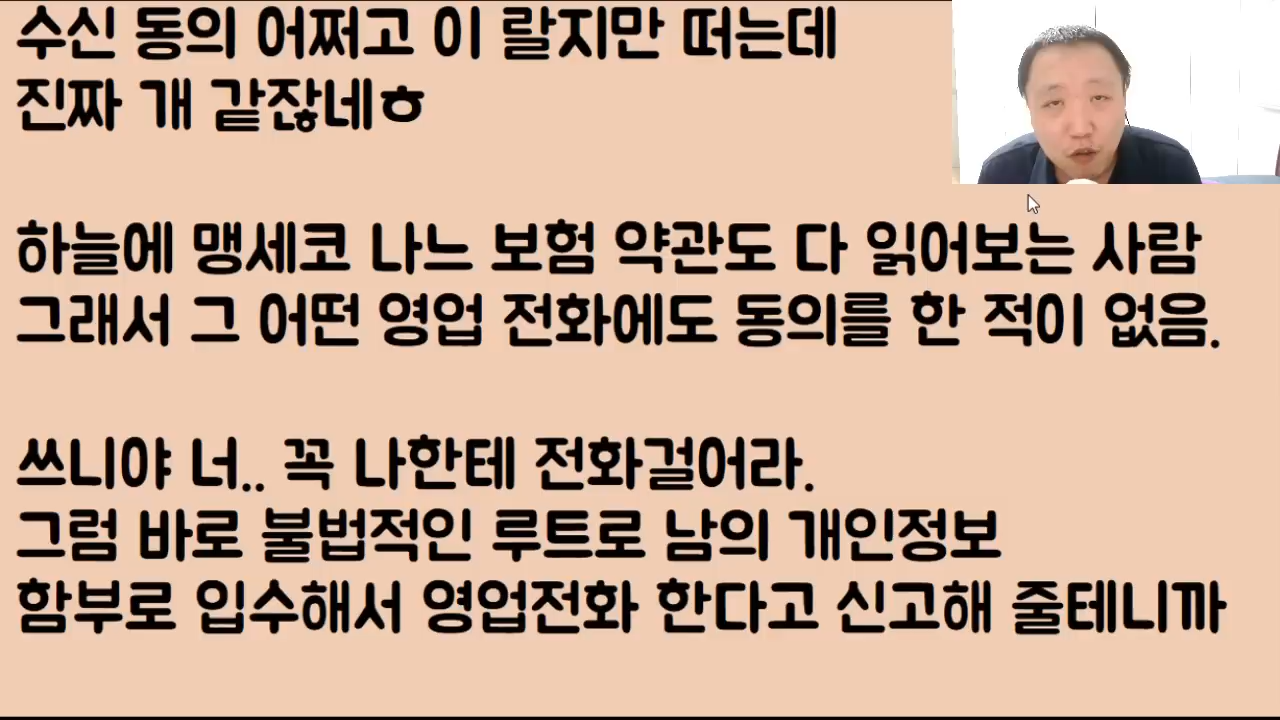 수신 동의 어쩌고 이 랄지만 떠는데
진짜 개 같잖네ㅎ
하늘에 맹세코 나느 보험 약관도 다 읽어보는 사람
그래서 그 어떤 영업 전화에도 동의를 한 적이 없음.
쓰니야 너.. 꼭 나한테 전화걸어라.
그럼 바로 불법적인 루트로 남의 개인정보
함부로 입수해서 영업전화 한다고 신고해 줄테니까